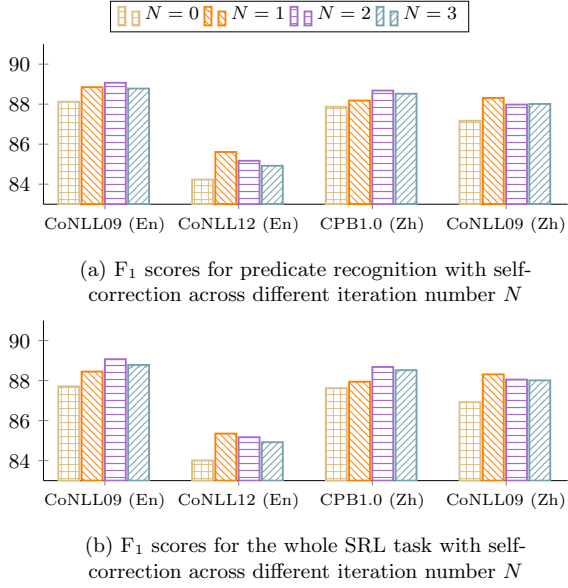 N = 0 N = 1 N = 2 N = 3
90
88
86
84
CoNLL09 (En) CoNLL12 (En) CPB1.0 (Zh) CoNLL09 (Zh)
(a) F₁ scores for predicate recognition with self-
correction across different iteration number N
90
88
86
84
CoNLL09 (En) CoNLL12 (En) CPB1.0 (Zh) CoNLL09 (Zh)
(b) F₁ scores for the whole SRL task with self-
correction across different iteration number N